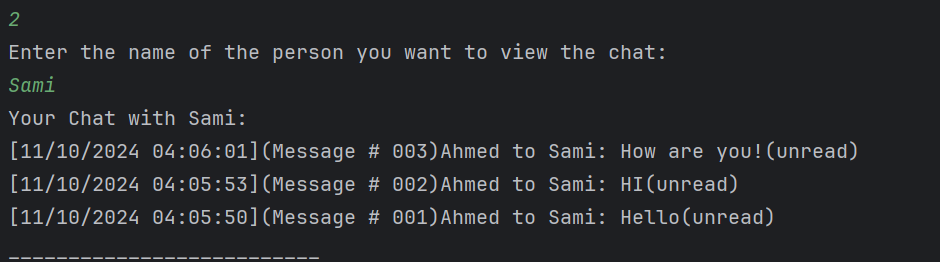 2
Enter the name of the person you want to view the chat:
Sami
Your Chat with Sami:
[11/10/2024 04:06:01](Message # 003)Ahmed to Sami: How are you!(unread)
[11/10/2024 04:05:53](Message # 002)Ahmed to Sami: HI(unread)
[11/10/2024 04:05:50](Message # 001)Ahmed to Sami: Hello(unread)
--------------------------